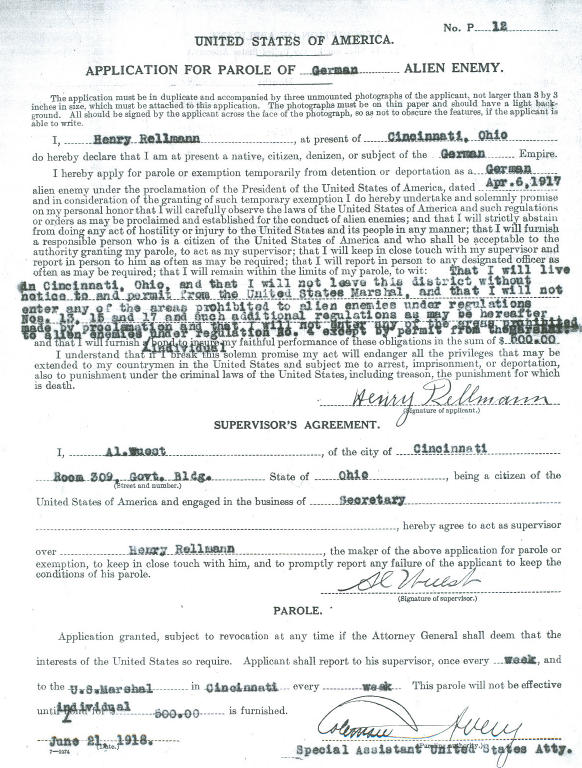 No. P 12
UNITED STATES OF AMERICA.
APPLICATION FOR PAROLE OF German ALIEN ENEMY.
The application must be in duplicate and accompanied by three unmounted photographs of the applicant, not larger than 3 by 3
inches in size, which must be attached to this application. The photographs must be on thin paper and should have a light back-
ground. All should be signed by the applicant across the face of the photograph, so as not to obscure the features, if the applicant is
able to write.
I, Henry Rellmann, at present of Cincinnati, Ohio
do hereby declare that I am at present a native, citizen, denizen, or subject of the German Empire.
I hereby apply for parole or exemption temporarily from detention or deportation as a German
alien enemy under the proclamation of the President of the United States of America, dated Apr.6,1917
and in consideration of the granting of such temporary exemption I do hereby undertake and solemnly promise
on my personal honor that I will carefully observe the laws of the United States of America and such regulations
or orders as may be proclaimed and established for the conduct of alien enemies; and that I will strictly abstain
from doing any act of hostility or injury to the United States and its people in any manner; that I will furnish
a responsible person who is a citizen of the United States of America and who shall be acceptable to the
authority granting my parole, to act as my supervisor; that I will keep in close touch with my supervisor and
report in person to him as often as may be required; that I will report in person to any designated officer as
often as may be required; that I will remain within the limits of my parole, to wit: That I will live
in Cincinnati, Ohio, and that I will not leave this district without
notice to and permit from the United States Marshal, and that I will not
enter any of the areas prohibited to alien enemies under regulations
Nos. 13, 15 and 17 and such additional regulations as may be hereafter
made by proclamation and that I will not enter any of the areas prohibited
to alien enemies under regulation No. except by permit from the
and that I will furnish bond to insure my faithful performance of these obligations in the sum of $ 500.00
individual
I understand that if I break this solemn promise my act will endanger all the privileges that may be
extended to my countrymen in the United States and subject me to arrest, imprisonment, or deportation,
also to punishment under the criminal laws of the United States, including treason, the punishment for which
is death.
Henry Rellmann
(Signature of applicant.)
SUPERVISOR'S AGREEMENT.
I, Al.Wuest, of the city of Cincinnati
Room 309, Govt. Bldg. State of Ohio, being a citizen of the
(Street and number.)
United States of America and engaged in the business of Secretary
, hereby agree to act as supervisor
over Henry Rellmann, the maker of the above application for parole or
exemption, to keep in close touch with him, and to promptly report any failure of the applicant to keep the
conditions of his parole.
Al Wuest
(Signature of supervisor.)
PAROLE.
Application granted, subject to revocation at any time if the Attorney General shall deem that the
interests of the United States so require. Applicant shall report to his supervisor, once every week, and
to the U.S.Marshal in Cincinnati every week This parole will not be effective
individual
until bond for $ 500.00 is furnished.
Coleman Avery
June 21, 1918.
(Date.)
(Paroling authority.)
Special Assistant United States Atty.